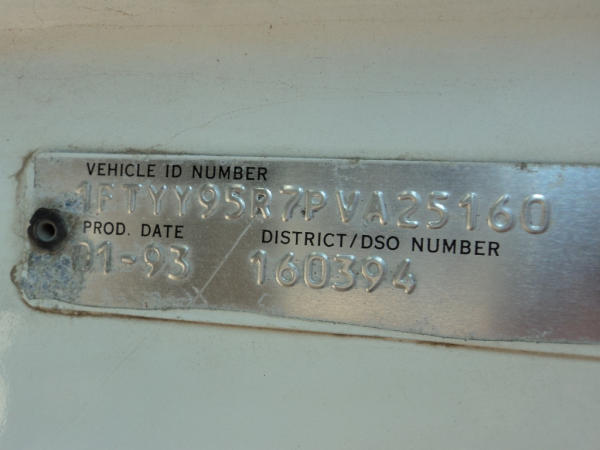 VEHICLE ID NUMBER
1FTYY95R7PVA25160
PROD. DATE DISTRICT/DSO NUMBER
01-93 160394